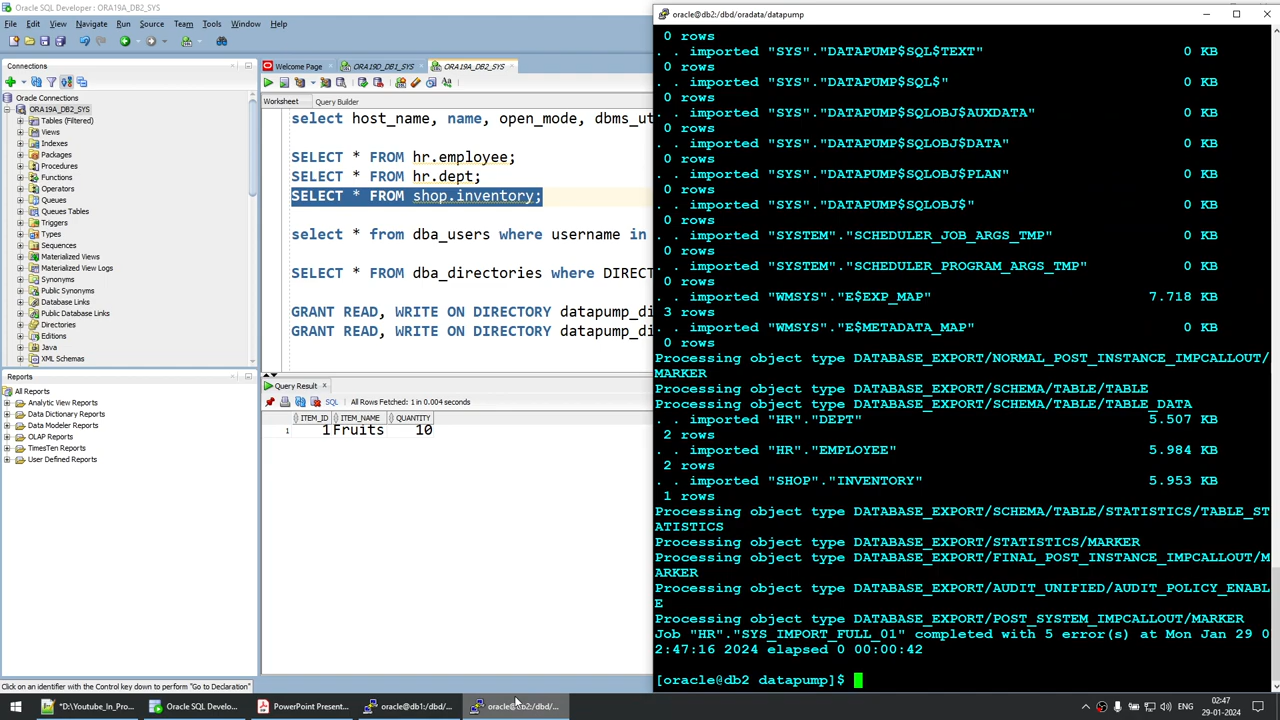 Oracle SQL Developer : ORA19A_DB2_SYS
File Edit View Navigate Run Source Team Tools Window Help
Connections
Oracle Connections
ORA19A_DB2_SYS
Tables (Filtered)
Views
Indexes
Packages
Procedures
Functions
Operators
Queues
Queues Tables
Triggers
Types
Sequences
Materialized Views
Materialized View Logs
Synonyms
Public Synonyms
Database Links
Public Database Links
Directories
Editions
Java
XML Schemas
Reports
All Reports
Analytic View Reports
Data Dictionary Reports
Data Modeler Reports
OLAP Reports
TimesTen Reports
User Defined Reports
Click on an identifier with the Control key down to perform "Go to Declaration"
Welcome Page ORA19D_DB1_SYS ORA19A_DB2_SYS
Worksheet Query Builder
select host_name, name, open_mode, dbms_ut
SELECT * FROM hr.employee;
SELECT * FROM hr.dept;
SELECT * FROM shop.inventory;
select * from dba_users where username in
SELECT * FROM dba_directories where DIREC
GRANT READ, WRITE ON DIRECTORY datapump_di
GRANT READ, WRITE ON DIRECTORY datapump_di
Query Result
SQL | All Rows Fetched: 1 in 0.004 seconds
ITEM_ID ITEM_NAME QUANTITY
1 1 Fruits 10
oracle@db2:/dbd/oradata/datapump
0 rows
. . imported "SYS"."DATAPUMP$SQL$TEXT" 0 KB
0 rows
. . imported "SYS"."DATAPUMP$SQL$" 0 KB
0 rows
. . imported "SYS"."DATAPUMP$SQLOBJ$AUXDATA" 0 KB
0 rows
. . imported "SYS"."DATAPUMP$SQLOBJ$DATA" 0 KB
0 rows
. . imported "SYS"."DATAPUMP$SQLOBJ$PLAN" 0 KB
0 rows
. . imported "SYS"."DATAPUMP$SQLOBJ$" 0 KB
0 rows
. . imported "SYSTEM"."SCHEDULER_JOB_ARGS_TMP" 0 KB
0 rows
. . imported "SYSTEM"."SCHEDULER_PROGRAM_ARGS_TMP" 0 KB
0 rows
. . imported "WMSYS"."E$EXP_MAP" 7.718 KB
3 rows
. . imported "WMSYS"."E$METADATA_MAP" 0 KB
0 rows
Processing object type DATABASE_EXPORT/NORMAL_POST_INSTANCE_IMPCALLOUT/
MARKER
Processing object type DATABASE_EXPORT/SCHEMA/TABLE/TABLE
Processing object type DATABASE_EXPORT/SCHEMA/TABLE/TABLE_DATA
. . imported "HR"."DEPT" 5.507 KB
2 rows
. . imported "HR"."EMPLOYEE" 5.984 KB
2 rows
. . imported "SHOP"."INVENTORY" 5.953 KB
1 rows
Processing object type DATABASE_EXPORT/SCHEMA/TABLE/STATISTICS/TABLE_ST
ATISTICS
Processing object type DATABASE_EXPORT/STATISTICS/MARKER
Processing object type DATABASE_EXPORT/FINAL_POST_INSTANCE_IMPCALLOUT/M
ARKER
Processing object type DATABASE_EXPORT/AUDIT_UNIFIED/AUDIT_POLICY_ENABL
E
Processing object type DATABASE_EXPORT/POST_SYSTEM_IMPCALLOUT/MARKER
Job "HR"."SYS_IMPORT_FULL_01" completed with 5 error(s) at Mon Jan 29 0
2:47:16 2024 elapsed 0 00:00:42
[oracle@db2 datapump]$
*D:\Youtube_In_Pro... Oracle SQL Develo... PowerPoint Present... oracle@db1:/dbd/... oracle@db2:/dbd/... ENG 02:47
29-01-2024